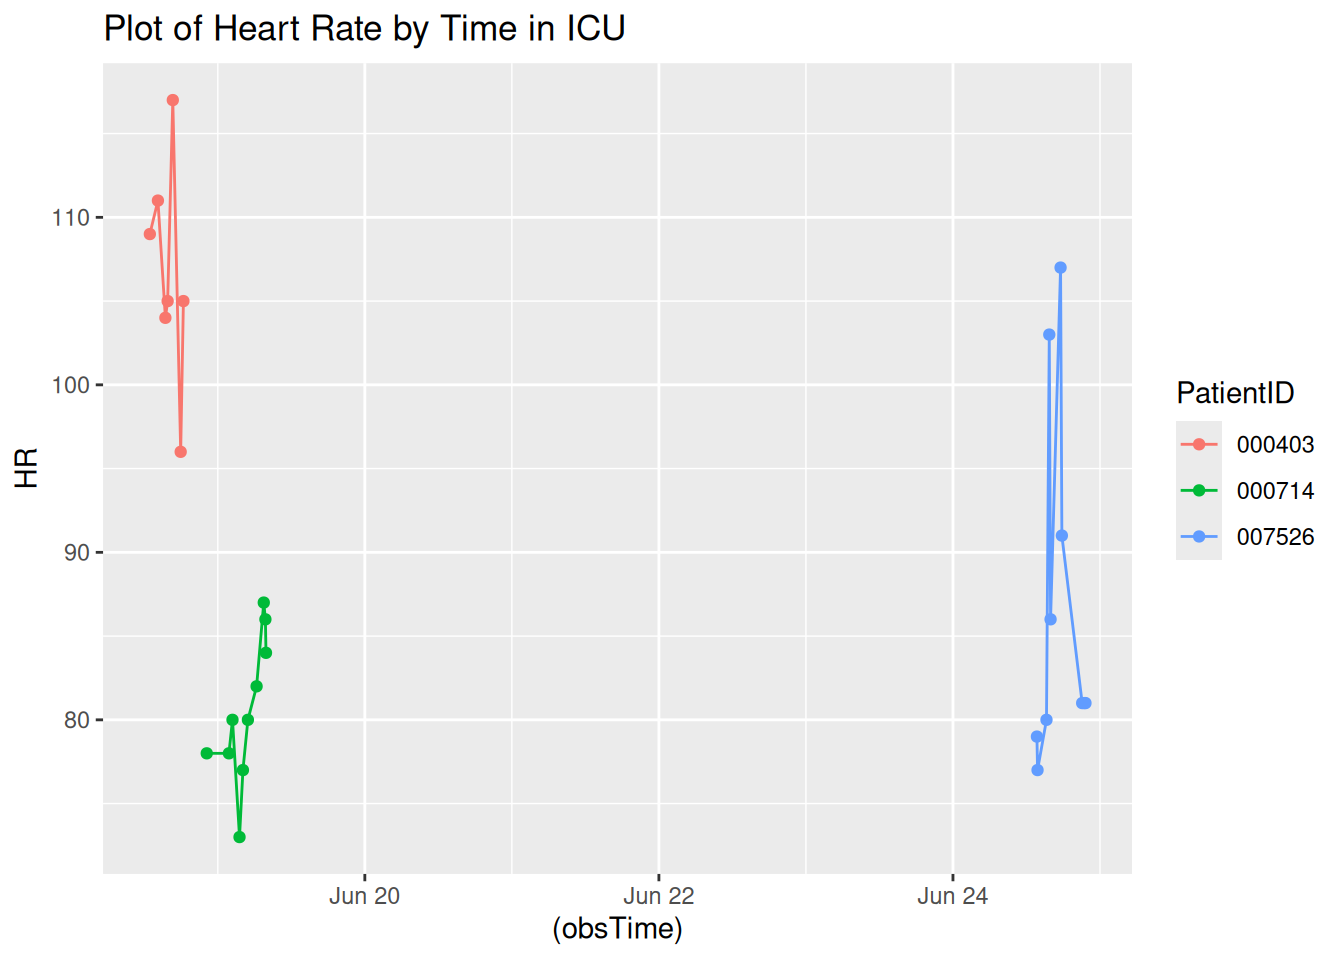 Plot of Heart Rate by Time in ICU
110
100
90
80
HR
Jun 20
Jun 22
Jun 24
(obsTime)
PatientID
000403
000714
007526